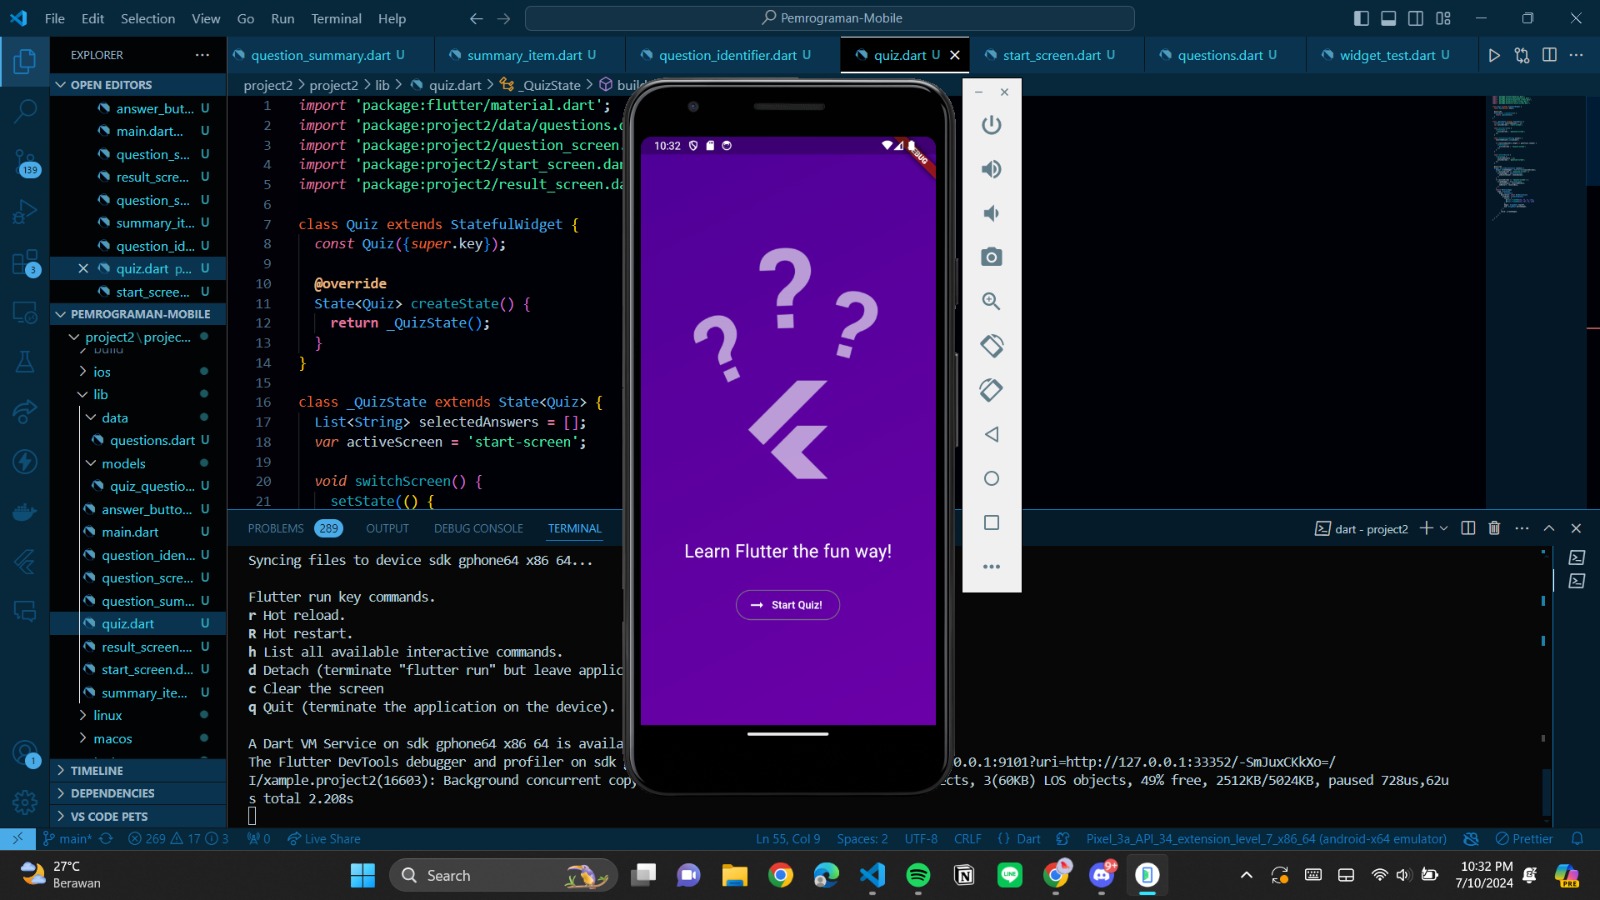 File Edit Selection View Go Run Terminal Help
Pemrograman-Mobile
EXPLORER
question_summary.dart U
summary_item.dart U
question_identifier.dart U
quiz.dart U
start_screen.dart U
questions.dart U
widget_test.dart U
OPEN EDITORS
project2 > project2 > lib > quiz.dart > _QuizState > build
answer_but... U
main.dart... U
question_s... U
result_scre... U
question_s... U
summary_it... U
question_id... U
quiz.dart p... U
start_scree... U
139
3
1
PEMROGRAMAN-MOBILE
project2 \ projec...
build
ios
lib
data
questions.dart U
models
quiz_questio... U
answer_butto... U
main.dart U
question_iden... U
question_scre... U
question_sum... U
quiz.dart U
result_screen.... U
start_screen.d... U
summary_ite... U
linux
macos
TIMELINE
DEPENDENCIES
VS CODE PETS
1 import 'package:flutter/material.dart';
2 import 'package:project2/data/questions.d
3 import 'package:project2/question_screen.
4 import 'package:project2/start_screen.dar
5 import 'package:project2/result_screen.da
6
7 class Quiz extends StatefulWidget {
8 const Quiz({super.key});
9
10 @override
11 State<Quiz> createState() {
12 return _QuizState();
13 }
14 }
15
16 class _QuizState extends State<Quiz> {
17 List<String> selectedAnswers = [];
18 var activeScreen = 'start-screen';
19
20 void switchScreen() {
21 setState(() {
10:32
DEBUG
? ? ?
Learn Flutter the fun way!
Start Quiz!
PROBLEMS 289 OUTPUT DEBUG CONSOLE TERMINAL
dart - project2
Syncing files to device sdk gphone64 x86 64...
Flutter run key commands.
r Hot reload.
R Hot restart.
h List all available interactive commands.
d Detach (terminate "flutter run" but leave applic
c Clear the screen
q Quit (terminate the application on the device).
A Dart VM Service on sdk gphone64 x86 64 is availa
The Flutter DevTools debugger and profiler on sdk g 0.0.1:9101?uri=http://127.0.0.1:33352/-SmJuxCKkXo=/
I/xample.project2(16603): Background concurrent cop cts, 3(60KB) LOS objects, 49% free, 2512KB/5024KB, paused 728us,62u
s total 2.208s
main* 269 17 3 0 Live Share
Ln 55, Col 9 Spaces: 2 UTF-8 CRLF { } Dart Pixel_3a_API_34_extension_level_7_x86_64 (android-x64 emulator) Prettier
27°C
Berawan
Search
9+
10:32 PM
7/10/2024
PRE